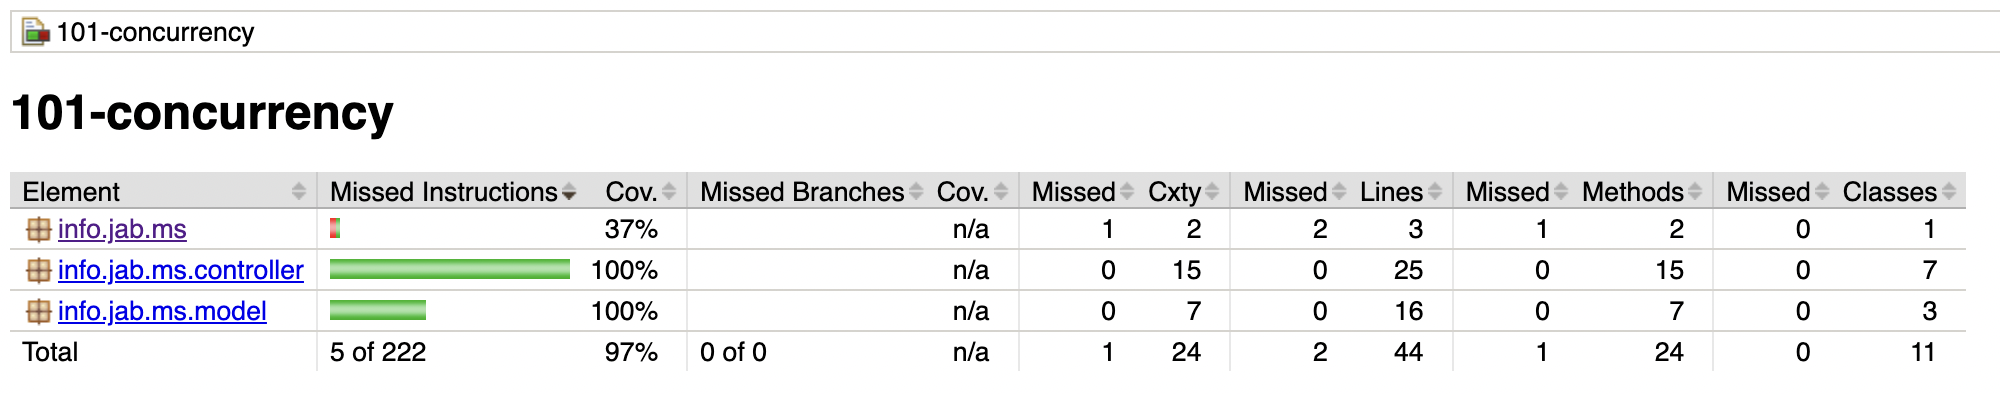 101-concurrency
101-concurrency
Element Missed Instructions Cov. Missed Branches Cov. Missed Cxty Missed Lines Missed Methods Missed Classes
info.jab.ms 37% n/a 1 2 2 3 1 2 0 1
info.jab.ms.controller 100% n/a 0 15 0 25 0 15 0 7
info.jab.ms.model 100% n/a 0 7 0 16 0 7 0 3
Total 5 of 222 97% 0 of 0 n/a 1 24 2 44 1 24 0 11